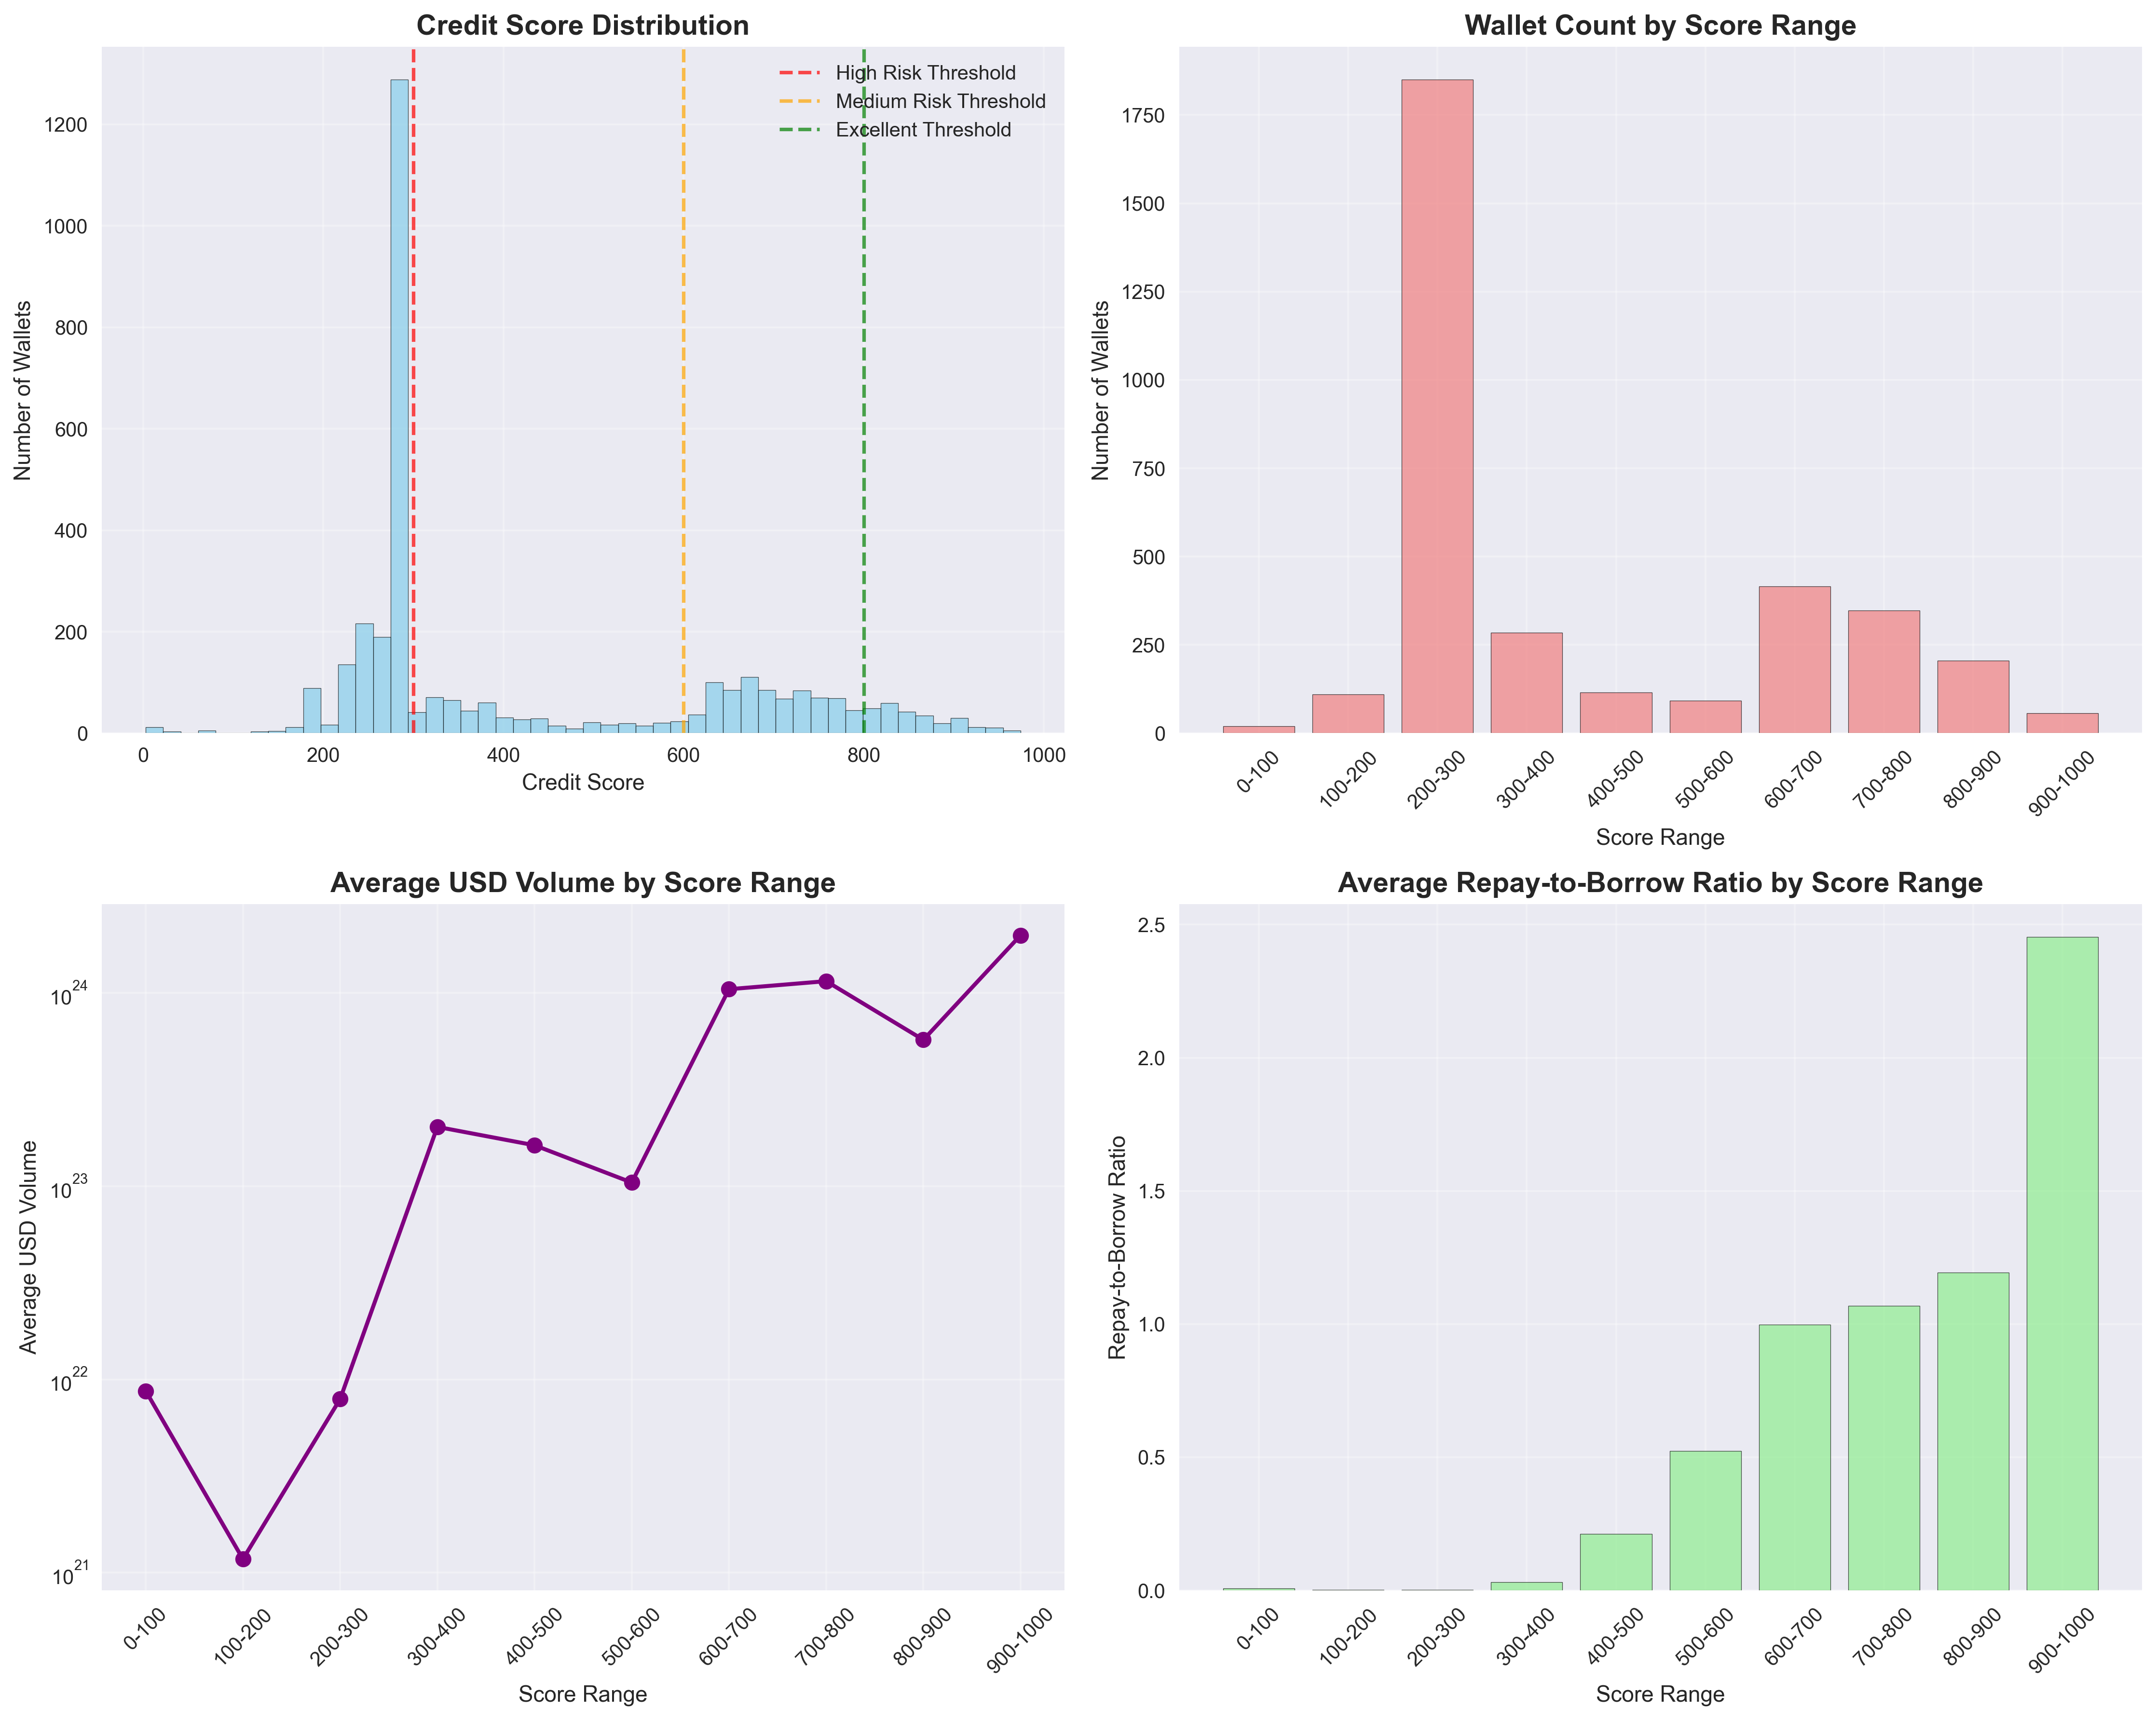 Credit Score Distribution
Number of Wallets
1200
1000
800
600
400
200
0
High Risk Threshold
Medium Risk Threshold
Excellent Threshold
0 200 400 600 800 1000
Credit Score
Wallet Count by Score Range
Number of Wallets
1750
1500
1250
1000
750
500
250
0
0-100 100-200 200-300 300-400 400-500 500-600 600-700 700-800 800-900 900-1000
Score Range
Average USD Volume by Score Range
Average USD Volume
10^24
10^23
10^22
10^21
0-100 100-200 200-300 300-400 400-500 500-600 600-700 700-800 800-900 900-1000
Score Range
Average Repay-to-Borrow Ratio by Score Range
Repay-to-Borrow Ratio
2.5
2.0
1.5
1.0
0.5
0.0
0-100 100-200 200-300 300-400 400-500 500-600 600-700 700-800 800-900 900-1000
Score Range